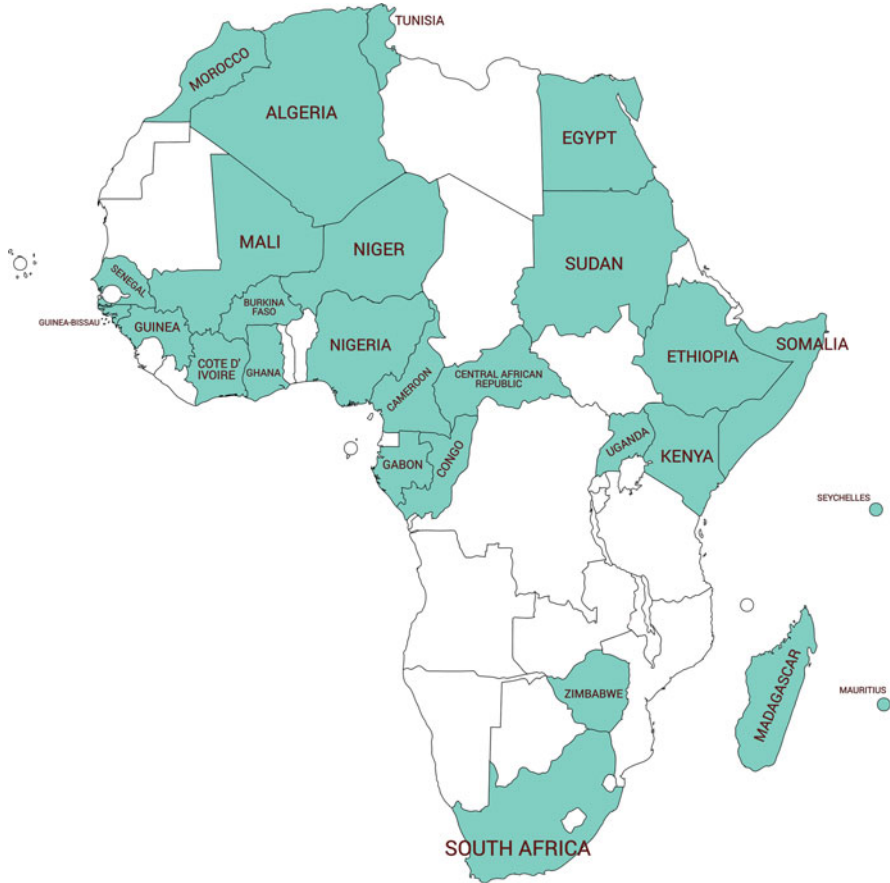 TUNISIA
MOROCCO
ALGERIA
EGYPT
MALI
NIGER
SUDAN
SENEGAL
BURKINA
FASO
GUINEA-BISSAU
GUINEA
NIGERIA
COTE D'
IVOIRE
GHANA
CAMEROON
CENTRAL AFRICAN
REPUBLIC
ETHIOPIA
SOMALIA
UGANDA
KENYA
GABON
CONGO
SEYCHELLES
ZIMBABWE
MADAGASCAR
MAURITIUS
SOUTH AFRICA